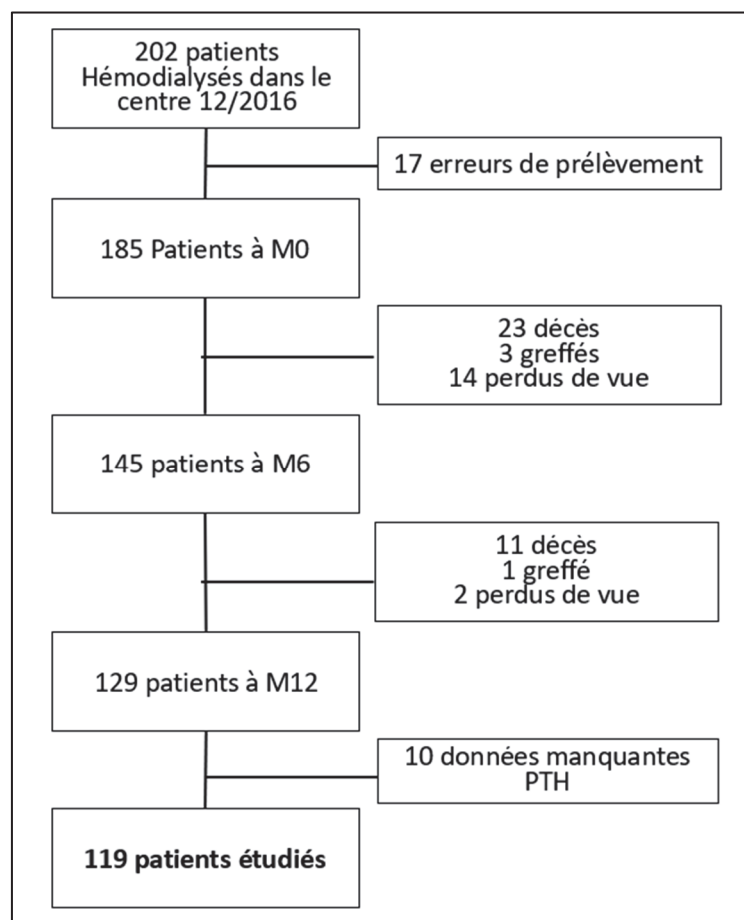 202 patients
Hémodialysés dans le
centre 12/2016
17 erreurs de prélèvement
185 Patients à M0
23 décès
3 greffés
14 perdus de vue
145 patients à M6
11 décès
1 greffé
2 perdus de vue
129 patients à M12
10 données manquantes
PTH
119 patients étudiés